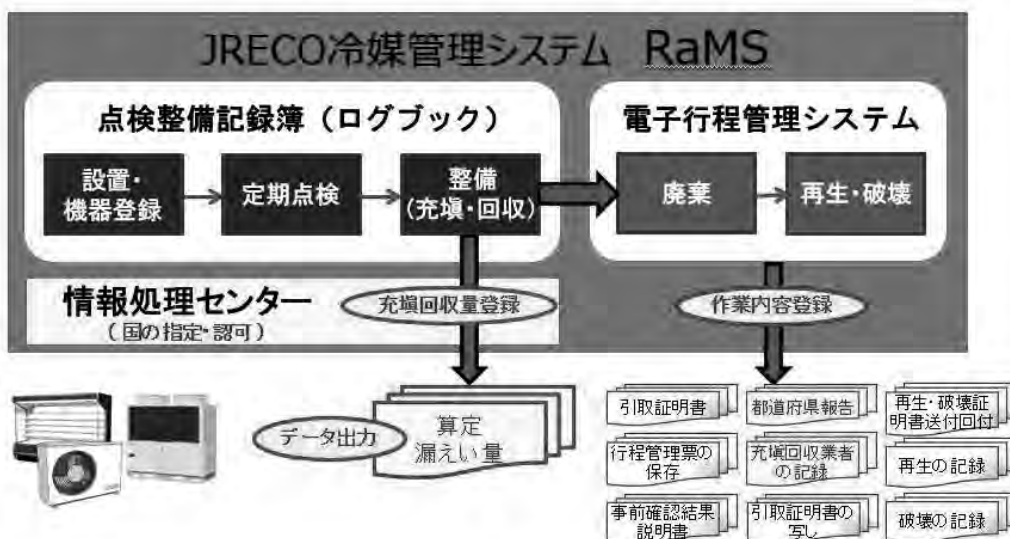 JRECO冷媒管理システム RaMS
点検整備記録簿（ログブック）
設置・
機器登録
定期点検
整備
(充塡・回収)
電子行程管理システム
廃棄
再生・破壊
情報処理センター
（国の指定・認可）
充塡回収量登録
作業内容登録
データ出力
算定
漏えい量
引取証明書
都道府県報告
再生・破壊証
明書送付回付
行程管理票の
保存
充塡回収業者
の記録
再生の記録
事前確認結果
説明書
引取証明書の
写し
破壊の記録